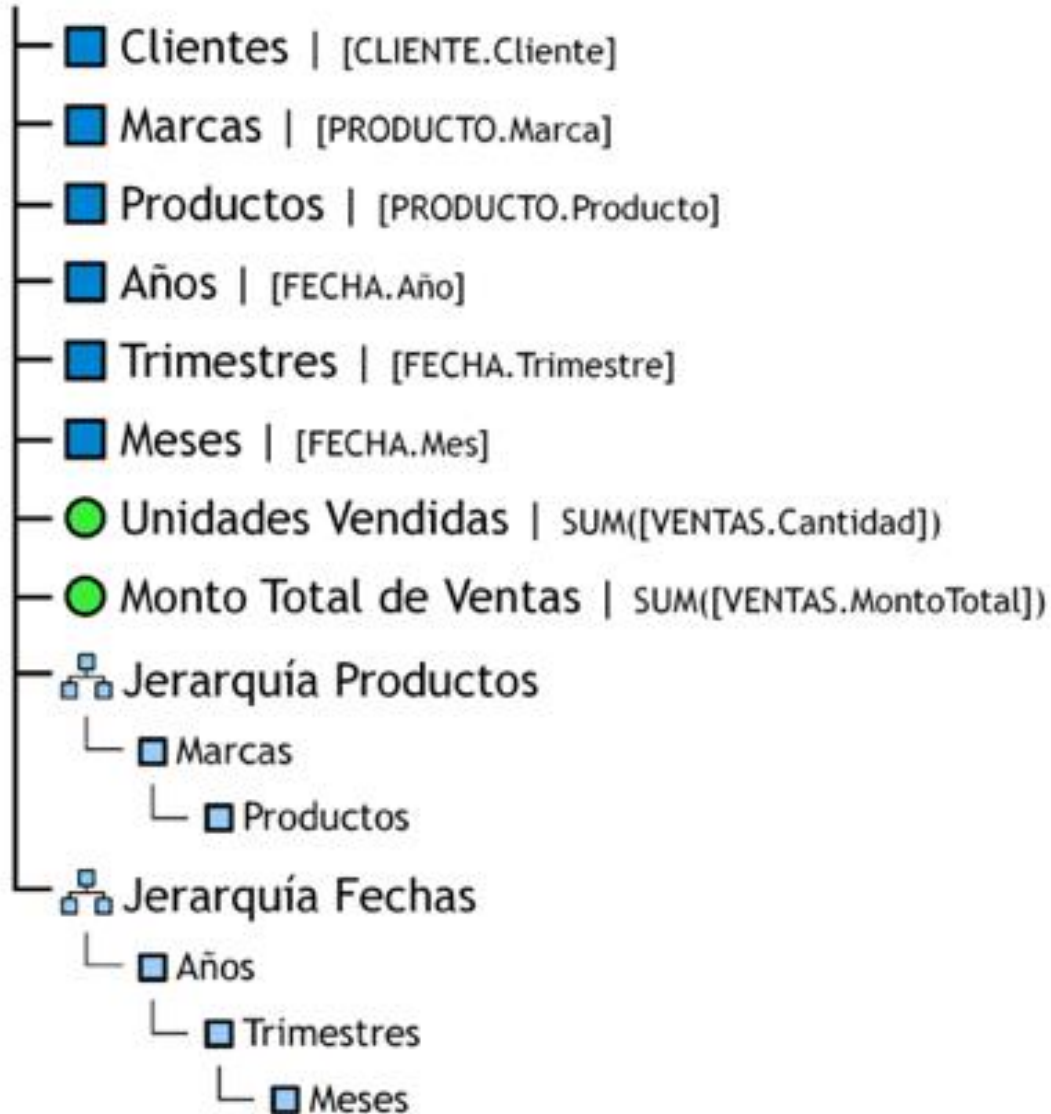 Clientes | [CLIENTE.Cliente]
Marcas | [PRODUCTO.Marca]
Productos | [PRODUCTO.Producto]
Años | [FECHA.Año]
Trimestres | [FECHA.Trimestre]
Meses | [FECHA.Mes]
Unidades Vendidas | SUM([VENTAS.Cantidad])
Monto Total de Ventas | SUM([VENTAS.MontoTotal])
Jerarquía Productos
Marcas
Productos
Jerarquía Fechas
Años
Trimestres
Meses